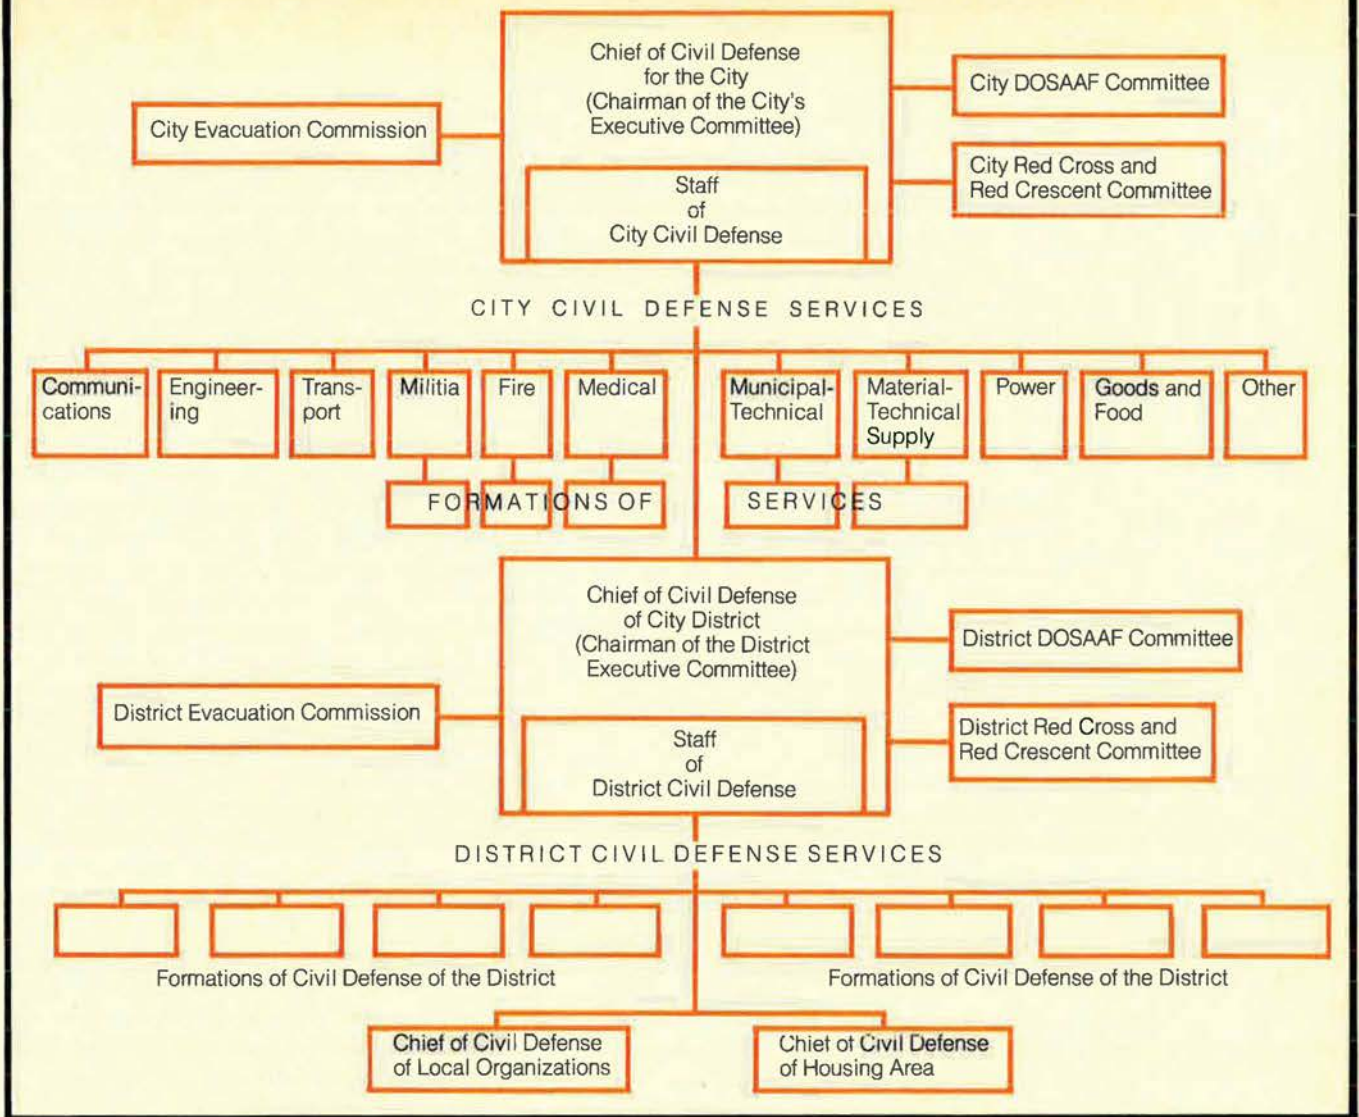 Chief of Civil Defense
for the City
(Chairman of the City's
Executive Committee)
City DOSAAF Committee
City Evacuation Commission
City Red Cross and
Red Crescent Committee
Staff
of
City Civil Defense
CITY CIVIL DEFENSE SERVICES
Communi-
cations
Engineer-
ing
Trans-
port
Militia
Fire
Medical
Municipal-
Technical
Material-
Technical
Supply
Power
Goods and
Food
Other
FORMATIONS OF SERVICES
Chief of Civil Defense
of City District
(Chairman of the District
Executive Committee)
District DOSAAF Committee
District Evacuation Commission
District Red Cross and
Red Crescent Committee
Staff
of
District Civil Defense
DISTRICT CIVIL DEFENSE SERVICES
Formations of Civil Defense of the District
Formations of Civil Defense of the District
Chief of Civil Defense
of Local Organizations
Chief of Civil Defense
of Housing Area